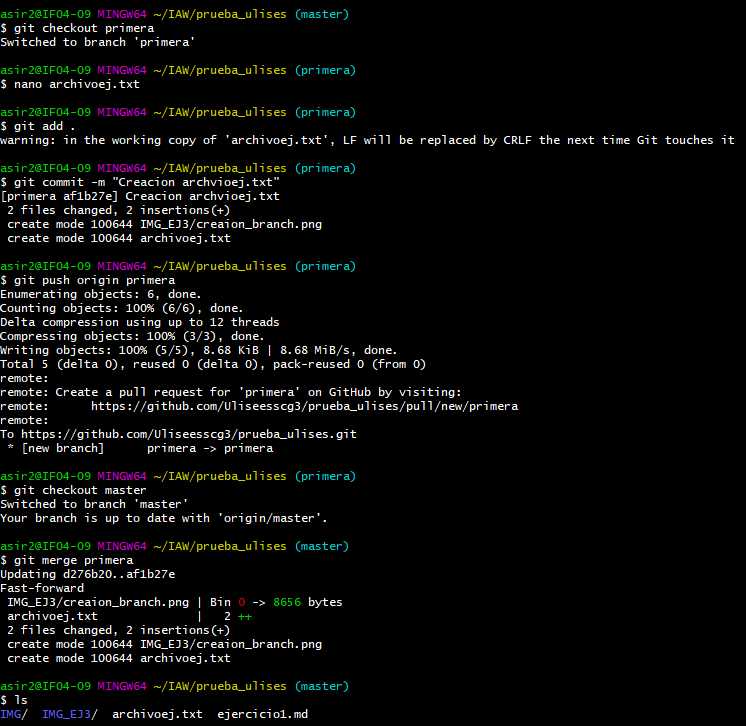 asir2@IFO4-09 MINGW64 ~/IAW/prueba_ulises (master)
$ git checkout primera
Switched to branch 'primera'
asir2@IFO4-09 MINGW64 ~/IAW/prueba_ulises (primera)
$ nano archivoej.txt
asir2@IFO4-09 MINGW64 ~/IAW/prueba_ulises (primera)
$ git add .
warning: in the working copy of 'archivoej.txt', LF will be replaced by CRLF the next time Git touches it
asir2@IFO4-09 MINGW64 ~/IAW/prueba_ulises (primera)
$ git commit -m "Creacion archvioej.txt"
[primera af1b27e] Creacion archvioej.txt
 2 files changed, 2 insertions(+)
 create mode 100644 IMG_EJ3/creaion_branch.png
 create mode 100644 archivoej.txt
asir2@IFO4-09 MINGW64 ~/IAW/prueba_ulises (primera)
$ git push origin primera
Enumerating objects: 6, done.
Counting objects: 100% (6/6), done.
Delta compression using up to 12 threads
Compressing objects: 100% (3/3), done.
Writing objects: 100% (5/5), 8.68 KiB | 8.68 MiB/s, done.
Total 5 (delta 0), reused 0 (delta 0), pack-reused 0 (from 0)
remote:
remote: Create a pull request for 'primera' on GitHub by visiting:
remote:      https://github.com/Uliseesscg3/prueba_ulises/pull/new/primera
remote:
To https://github.com/Uliseesscg3/prueba_ulises.git
 * [new branch]      primera -> primera
asir2@IFO4-09 MINGW64 ~/IAW/prueba_ulises (primera)
$ git checkout master
Switched to branch 'master'
Your branch is up to date with 'origin/master'.
asir2@IFO4-09 MINGW64 ~/IAW/prueba_ulises (master)
$ git merge primera
Updating d276b20..af1b27e
Fast-forward
 IMG_EJ3/creaion_branch.png | Bin 0 -> 8656 bytes
 archivoej.txt              |   2 ++
 2 files changed, 2 insertions(+)
 create mode 100644 IMG_EJ3/creaion_branch.png
 create mode 100644 archivoej.txt
asir2@IFO4-09 MINGW64 ~/IAW/prueba_ulises (master)
$ ls
IMG/  IMG_EJ3/  archivoej.txt  ejercicio1.md